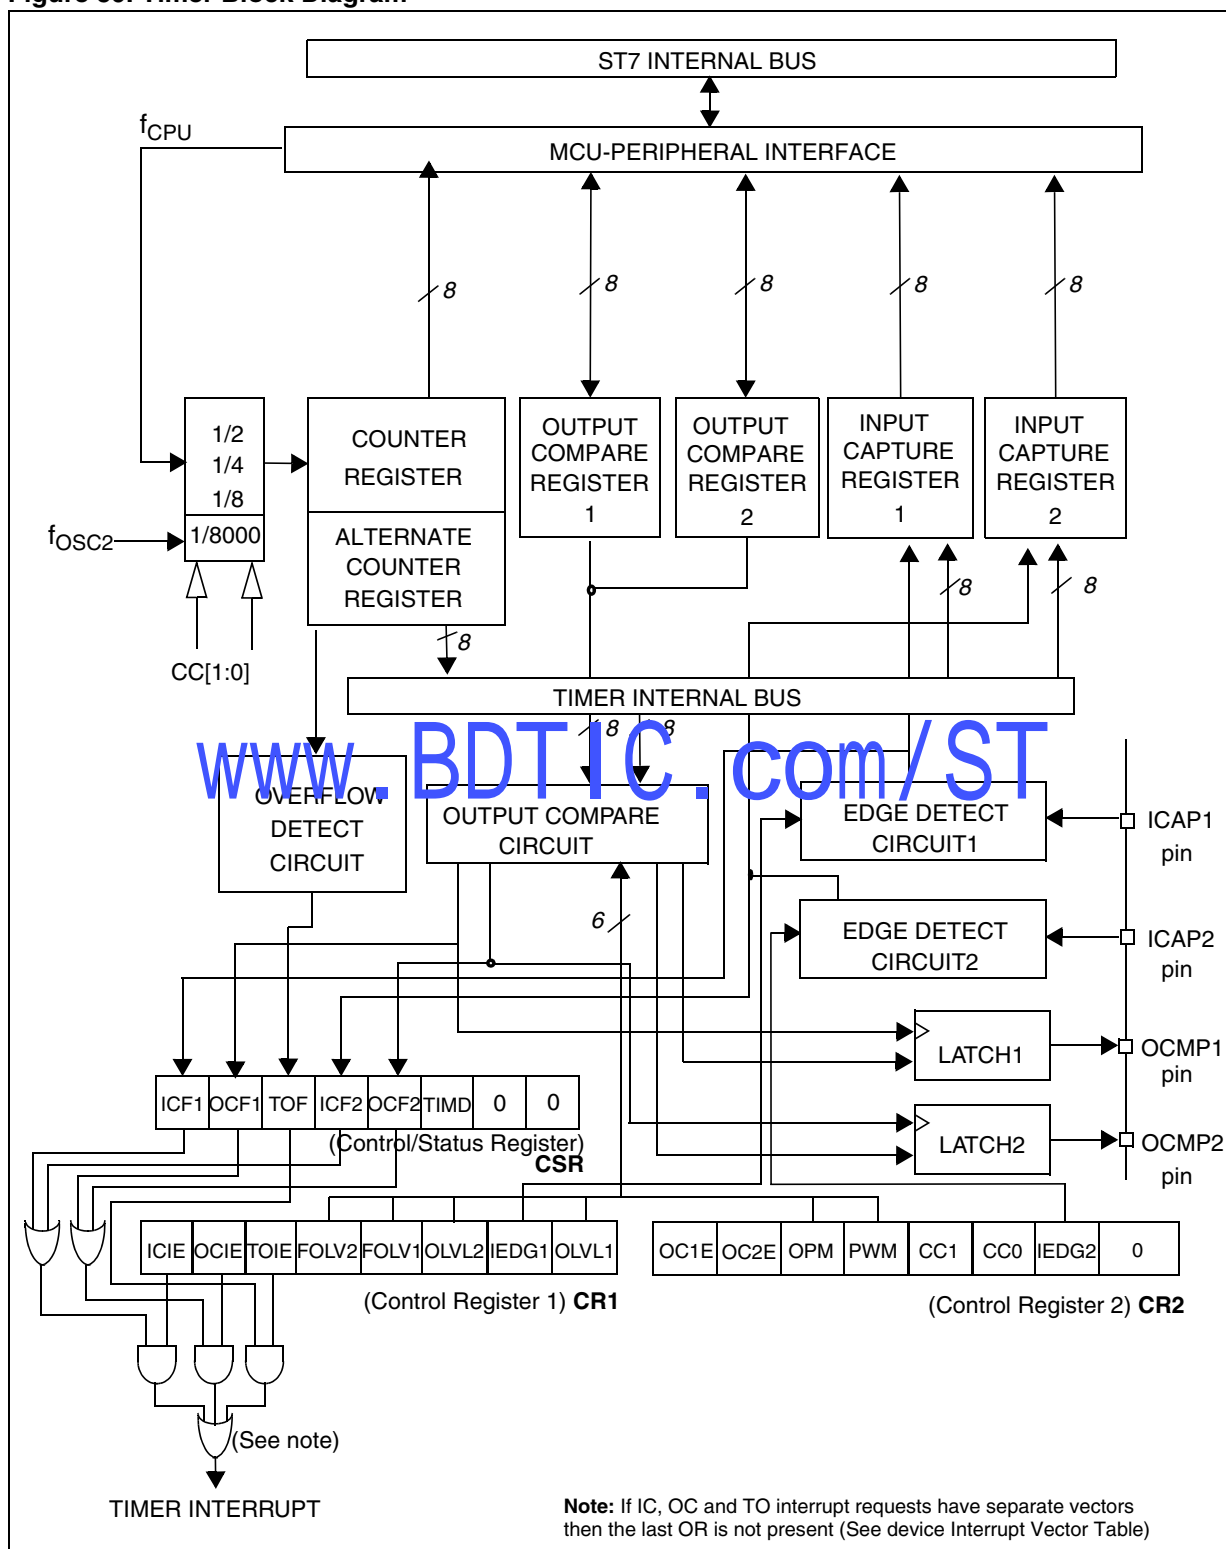 ST7 INTERNAL BUS
fCPU
MCU-PERIPHERAL INTERFACE
8
8
8
8
8
1/2
1/4
1/8
1/8000
fOSC2
CC[1:0]
COUNTER
REGISTER
ALTERNATE
COUNTER
REGISTER
OUTPUT
COMPARE
REGISTER
1
OUTPUT
COMPARE
REGISTER
2
INPUT
CAPTURE
REGISTER
1
INPUT
CAPTURE
REGISTER
2
8
8
8
TIMER INTERNAL BUS
8
8
www.BDTIC.com/ST
OVERFLOW
DETECT
CIRCUIT
OUTPUT COMPARE
CIRCUIT
EDGE DETECT
CIRCUIT1
ICAP1
pin
6
EDGE DETECT
CIRCUIT2
ICAP2
pin
LATCH1
OCMP1
pin
LATCH2
OCMP2
pin
ICF1 OCF1 TOF ICF2 OCF2 TIMD 0 0
(Control/Status Register)
CSR
ICIE OCIE TOIE FOLV2 FOLV1 OLVL2 IEDG1 OLVL1
(Control Register 1) CR1
OC1E OC2E OPM PWM CC1 CC0 IEDG2 0
(Control Register 2) CR2
(See note)
TIMER INTERRUPT
Note: If IC, OC and TO interrupt requests have separate vectors
then the last OR is not present (See device Interrupt Vector Table)